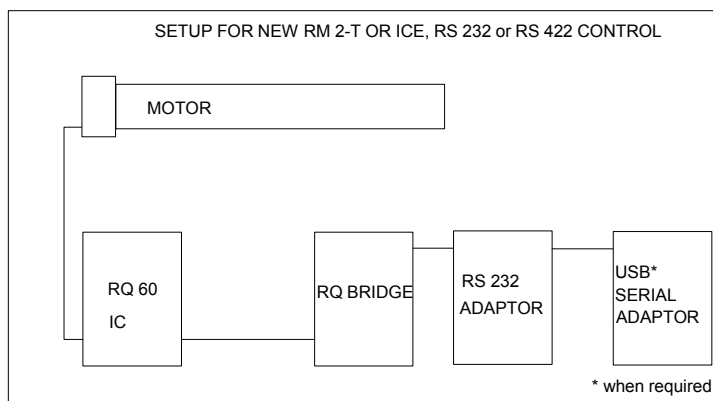 SETUP FOR NEW RM 2-T OR ICE, RS 232 or RS 422 CONTROL
MOTOR
RQ 60
IC
RQ BRIDGE
RS 232
ADAPTOR
USB*
SERIAL
ADAPTOR
* when required